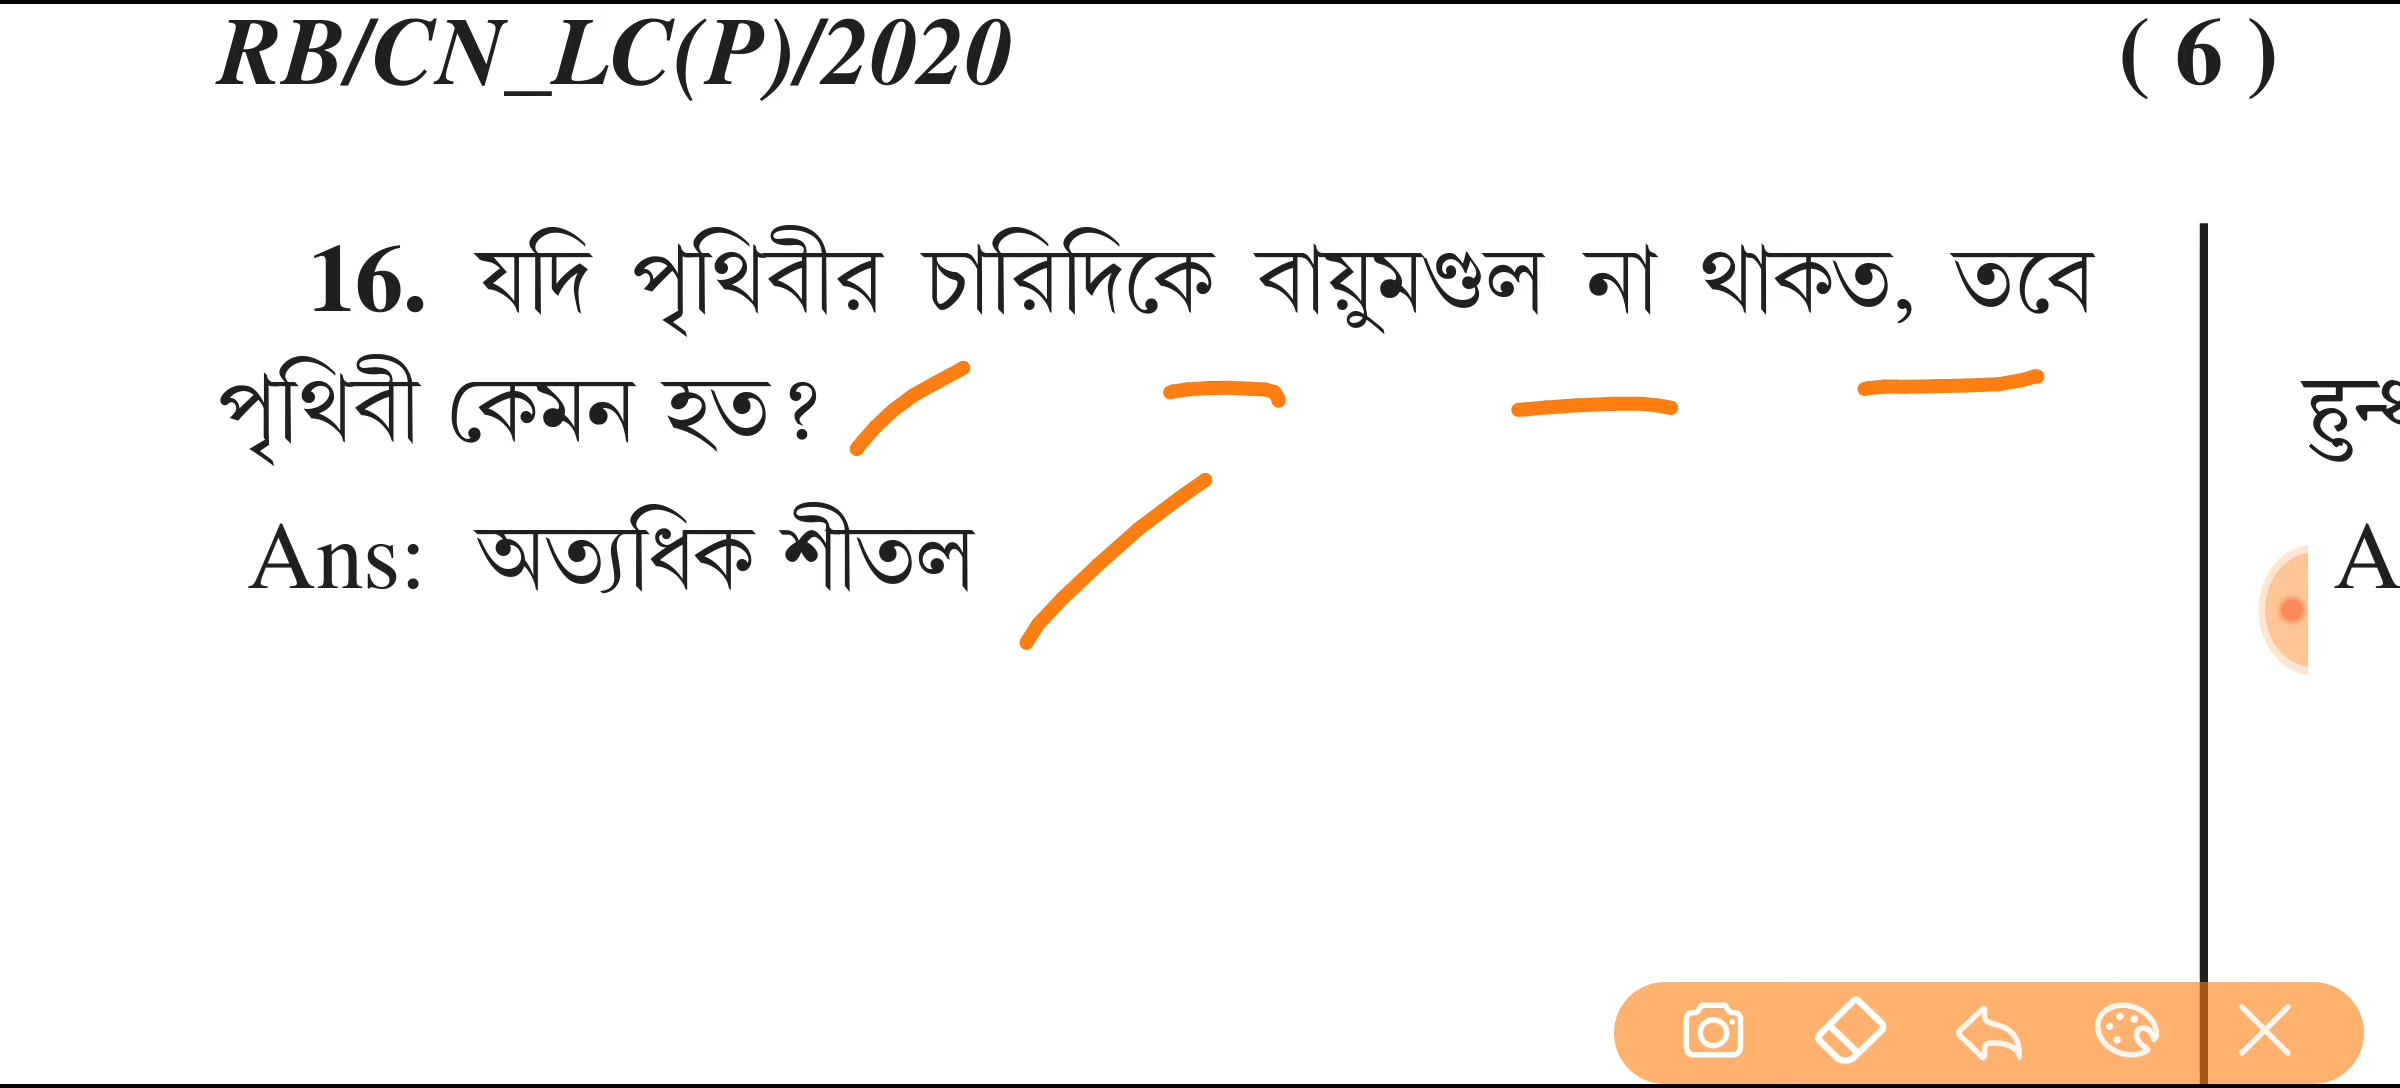 RB/CN_LC(P)/2020 ( 6 )
16. যদি পৃথিবীর চারিদিকে বায়ুমণ্ডল না থাকত, তবে
পৃথিবী কেমন হত?
Ans: অত্যধিক শীতল